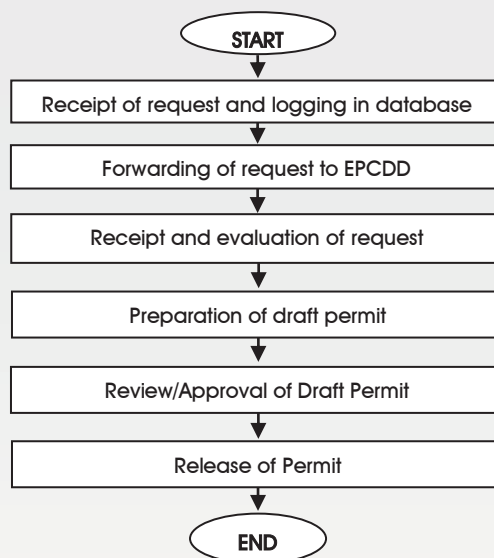 START
Receipt of request and logging in database
Forwarding of request to EPCDD
Receipt and evaluation of request
Preparation of draft permit
Review/Approval of Draft Permit
Release of Permit
END